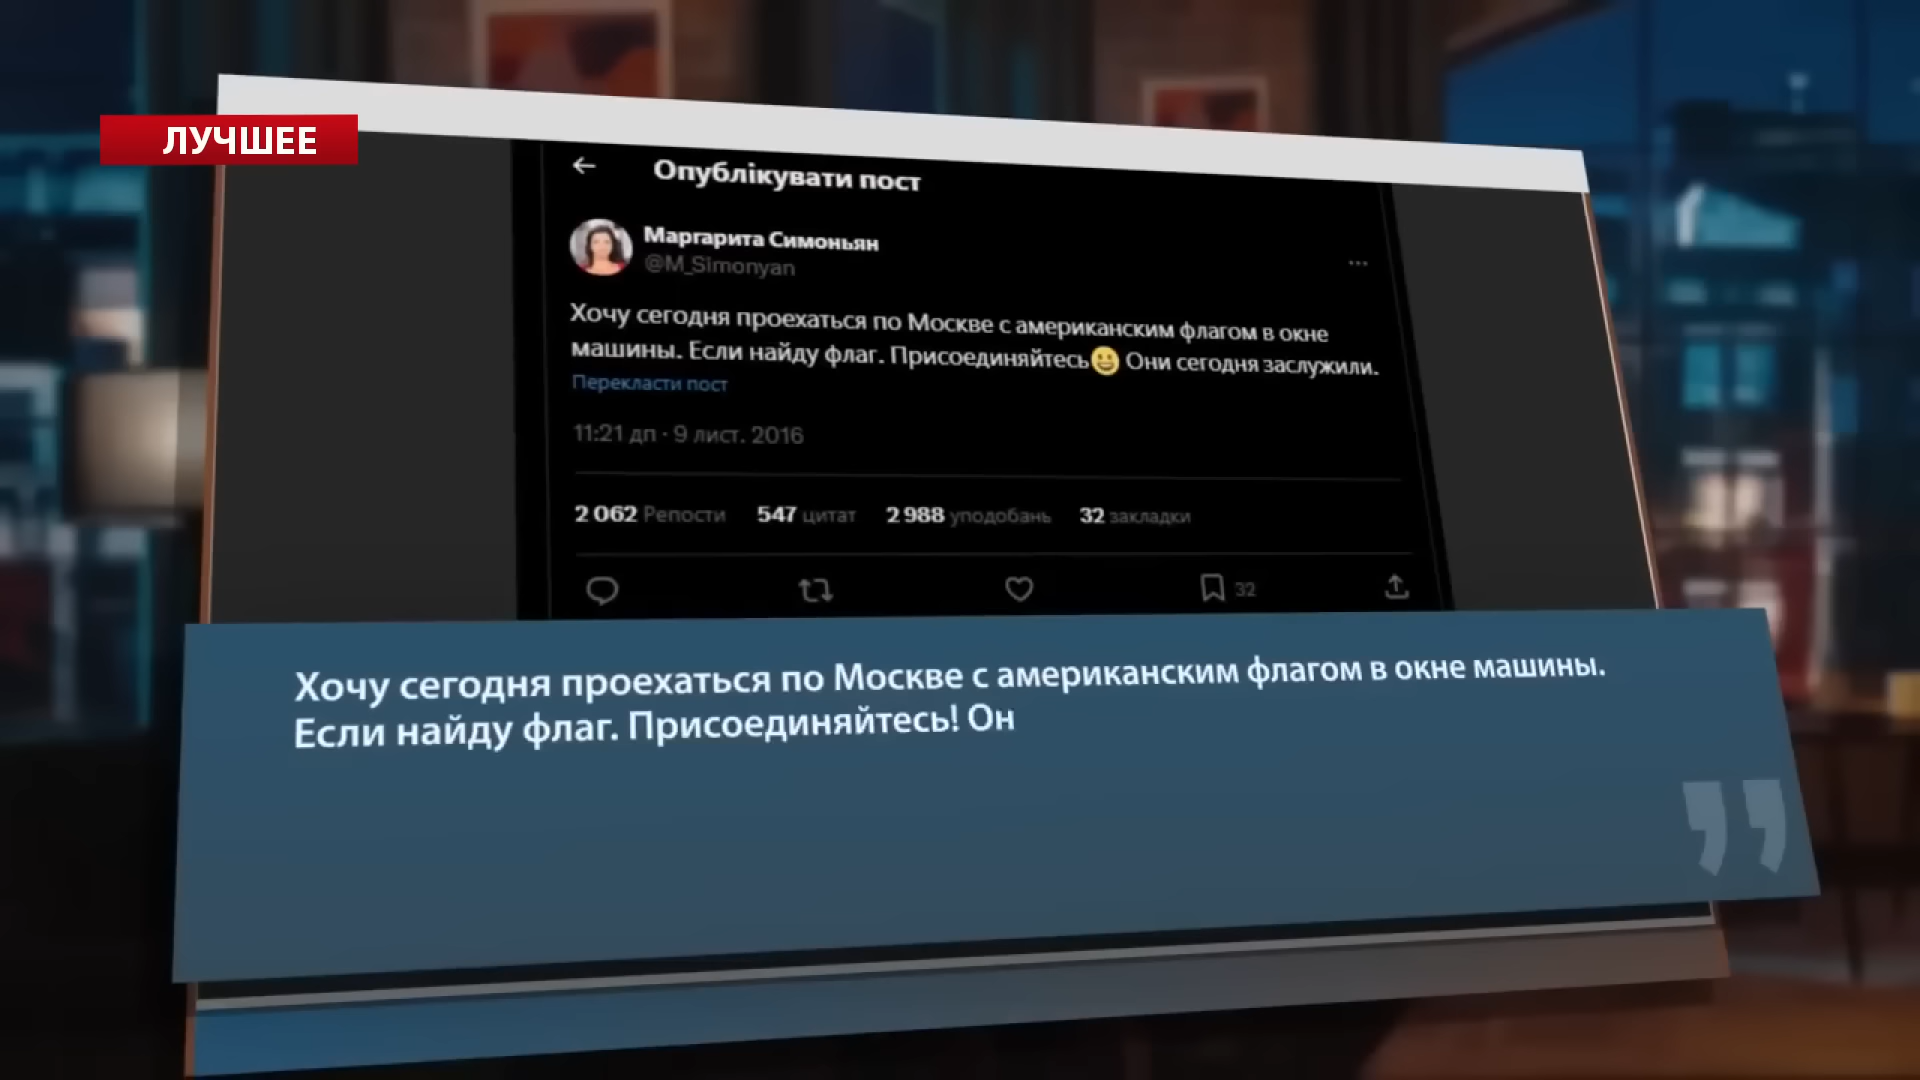 ЛУЧШЕЕ
Опублікувати пост
Маргарита Симоньян
@M_Simonyan
Хочу сегодня проехаться по Москве с американским флагом в окне
машины. Если найду флаг. Присоединяйтесь😀 Они сегодня заслужили.
Перекласти пост
11:21 дп · 9 лист. 2016
2 062 Репости 547 цитат 2 988 уподобань 32 закладки
32
Хочу сегодня проехаться по Москве с американским флагом в окне машины.
Если найду флаг. Присоединяйтесь! Он